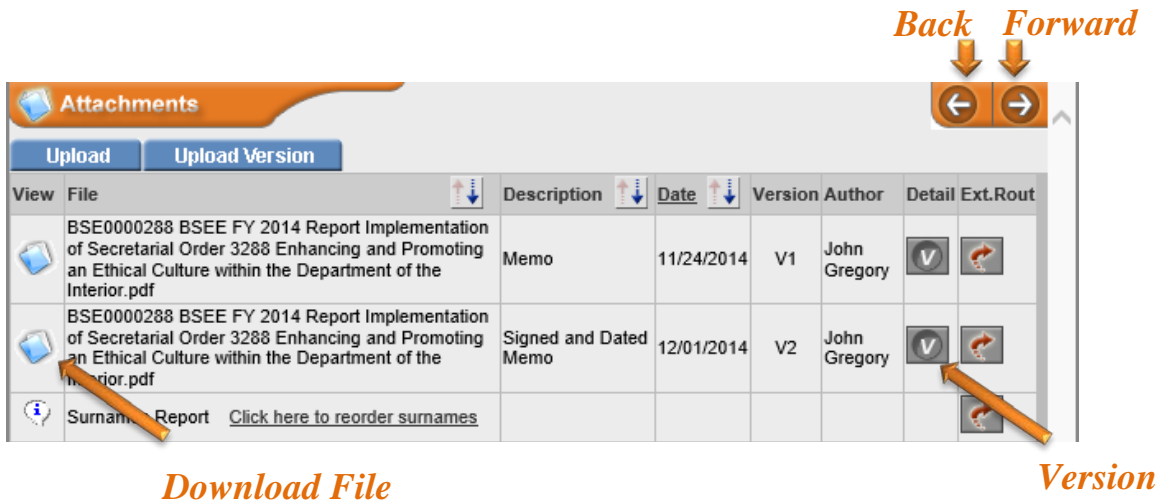 Back Forward
Attachments
Upload Upload Version
View File Description Date Version Author Detail Ext.Rout
BSE0000288 BSEE FY 2014 Report Implementation
of Secretarial Order 3288 Enhancing and Promoting
an Ethical Culture within the Department of the
Interior.pdf
Memo
11/24/2014
V1
John
Gregory
V
BSE0000288 BSEE FY 2014 Report Implementation
of Secretarial Order 3288 Enhancing and Promoting
an Ethical Culture within the Department of the
Interior.pdf
Signed and Dated
Memo
12/01/2014
V2
John
Gregory
V
Surnames Report Click here to reorder surnames
Download File
Version